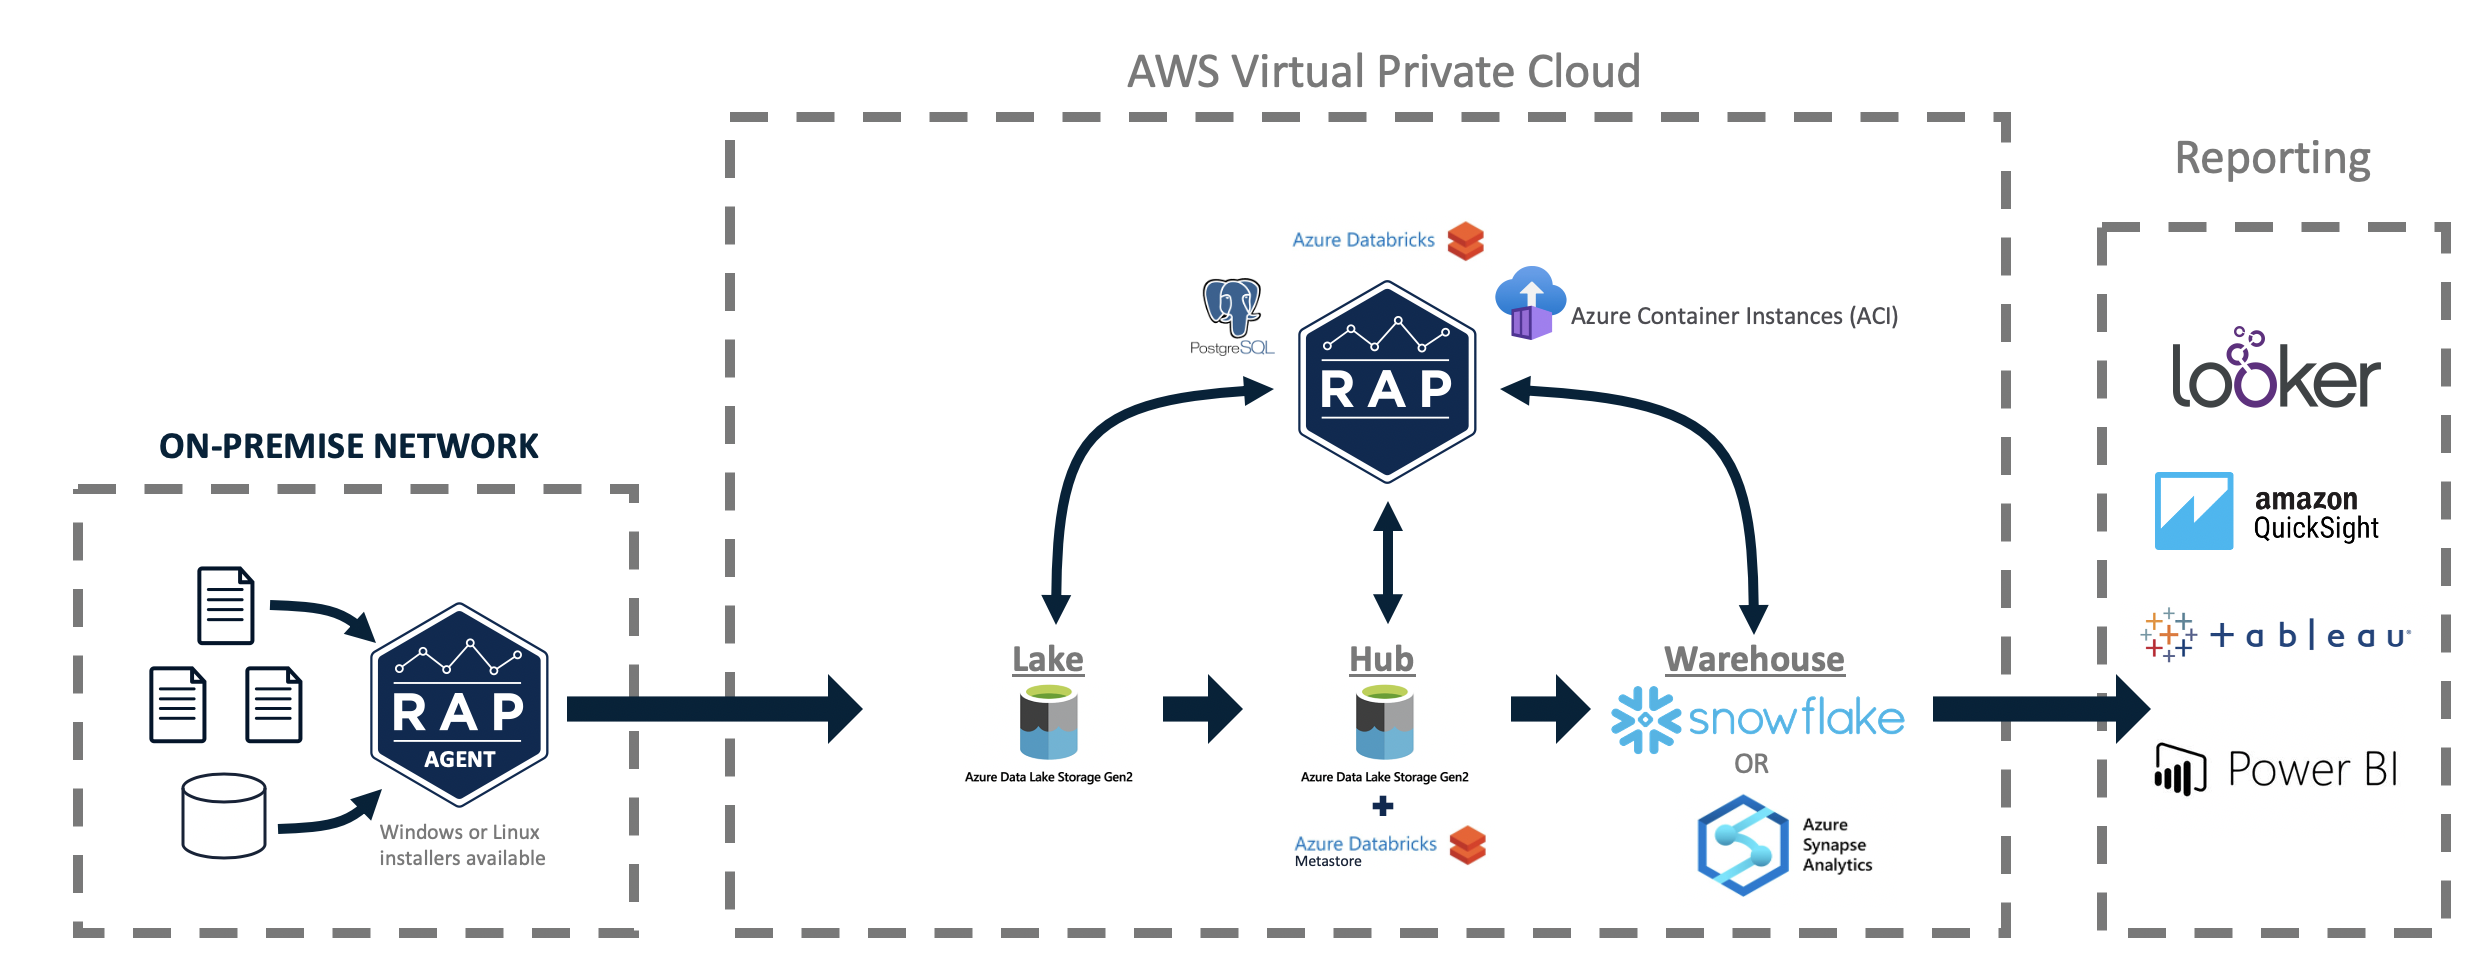 AWS Virtual Private Cloud
Reporting
Azure Databricks
PostgreSQL
Azure Container Instances (ACI)
RAP
looker
ON-PREMISE NETWORK
amazon
QuickSight
+ableau
Lake
Hub
Warehouse
RAP
AGENT
snowflake
OR
Azure Data Lake Storage Gen2
Azure Data Lake Storage Gen2
+
Power BI
Windows or Linux
installers available
Azure Databricks
Metastore
Azure
Synapse
Analytics